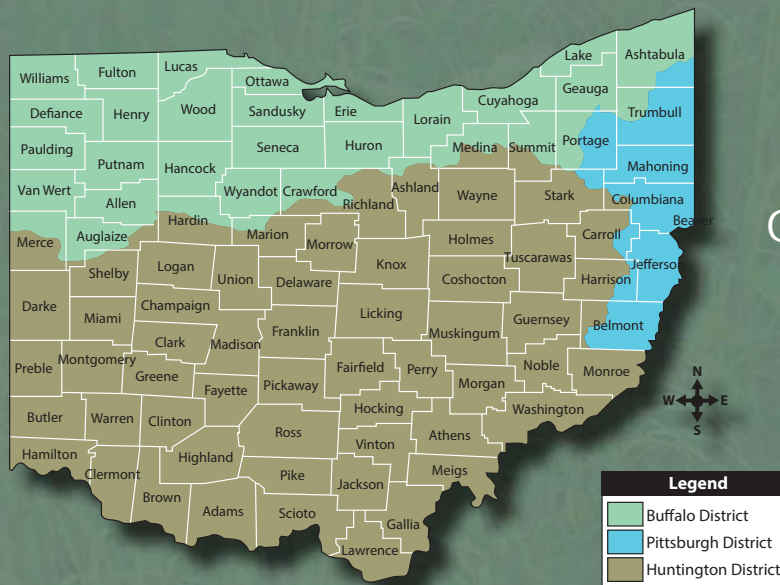 Lake
Ashtabula
Williams
Fulton
Lucas
Ottawa
Geauga
Defiance
Henry
Wood
Sandusky
Erie
Lorain
Cuyahoga
Trumbull
Paulding
Putnam
Hancock
Seneca
Huron
Medina
Summit
Portage
Mahoning
Van Wert
Allen
Wyandot
Crawford
Richland
Ashland
Wayne
Stark
Columbiana
Merce
Auglaize
Hardin
Marion
Morrow
Holmes
Tuscarawas
Carroll
Beaver
Shelby
Logan
Union
Delaware
Knox
Coshocton
Harrison
Jefferso
Darke
Miami
Champaign
Clark
Madison
Franklin
Licking
Muskingum
Guernsey
Belmont
Preble
Montgomery
Greene
Fayette
Pickaway
Fairfield
Perry
Morgan
Noble
Monroe
N
W
E
S
Butler
Warren
Clinton
Ross
Hocking
Vinton
Athens
Washington
Hamilton
Clermont
Highland
Pike
Jackson
Meigs
Brown
Adams
Scioto
Gallia
Lawrence
Legend
Buffalo District
Pittsburgh District
Huntington District